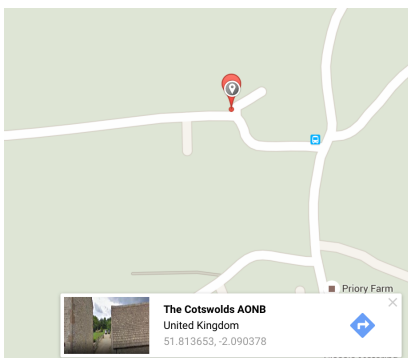 Priory Farm
The Cotswolds AONB
United Kingdom
51.813653, -2.090378